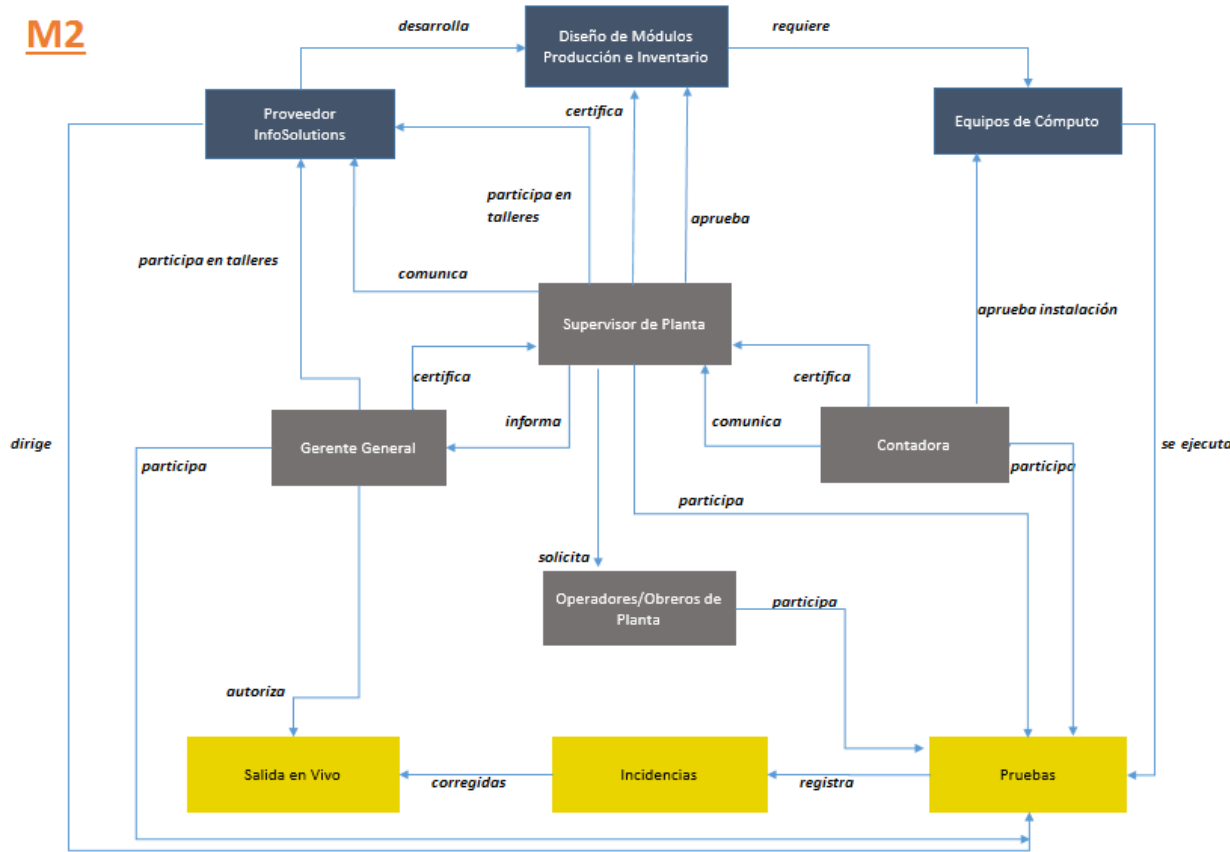 M2
desarrolla
Diseño de Módulos
Producción e Inventario
requiere
Proveedor
InfoSolutions
certifica
Equipos de Cómputo
participa en
talleres
aprueba
participa en talleres
comunica
Supervisor de Planta
aprueba instalación
certifica
certifica
informa
comunica
dirige
Gerente General
Contadora
se ejecuta
participa
participa
participa
solicita
Operadores/Obreros de
Planta
participa
autoriza
Salida en Vivo
corregidas
Incidencias
registra
Pruebas